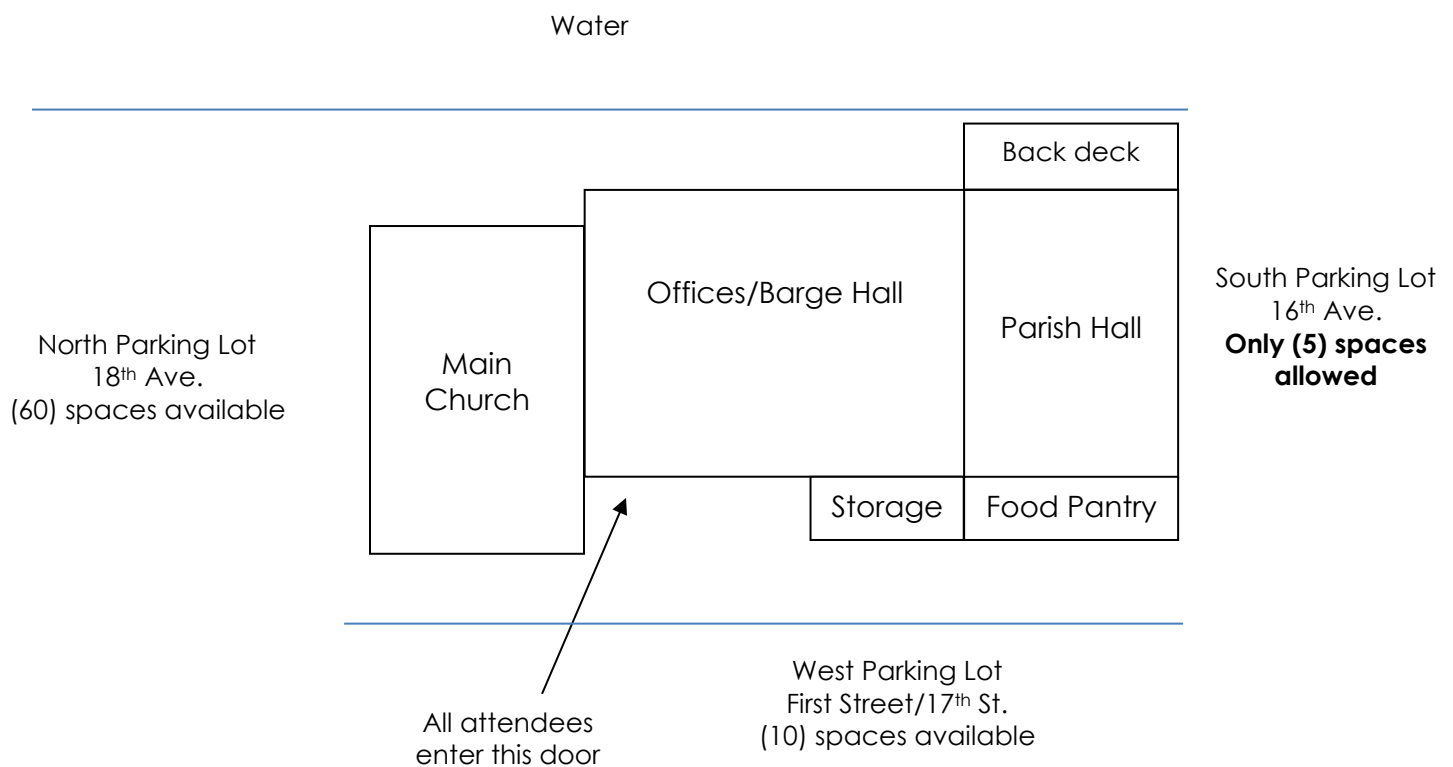 Water
Back deck
Offices/Barge Hall
Parish Hall
South Parking Lot
16th Ave.
Only (5) spaces
allowed
North Parking Lot
18th Ave.
(60) spaces available
Main
Church
Storage
Food Pantry
West Parking Lot
First Street/17th St.
(10) spaces available
All attendees
enter this door